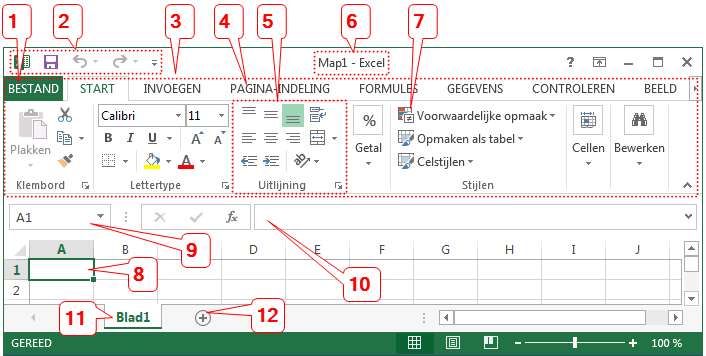 1 2 3 4 5 6 7
Map1 - Excel
BESTAND START INVOEGEN PAGINA-INDELING FORMULES GEGEVENS CONTROLEREN BEELD
Plakken
Klembord
Calibri 11
B I U A A
A
Lettertype
Uitlijning
%
Getal
Voorwaardelijke opmaak
Opmaken als tabel
Celstijlen
Stijlen
Cellen
Bewerken
A1 fx
9 10
A B D E F G H I J
1 8
2
11 Blad1 12
GEREED 100 %